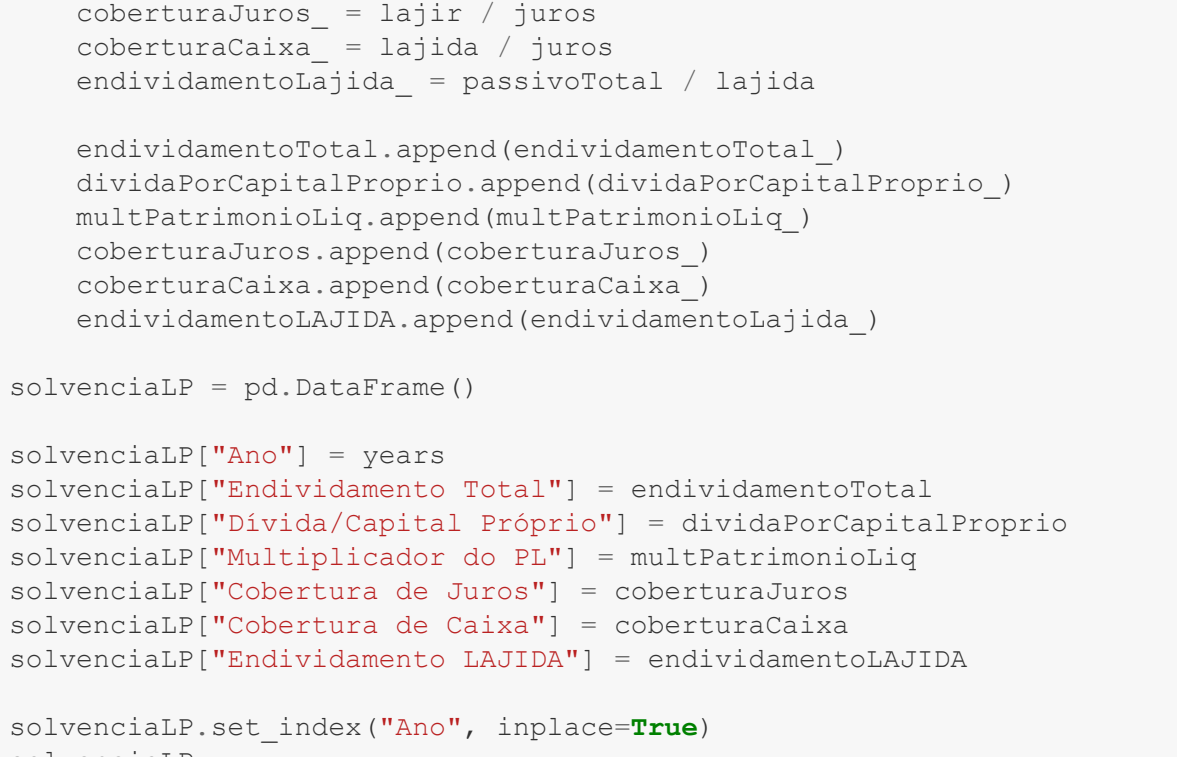 coberturaJuros_ = lajir / juros
coberturaCaixa_ = lajida / juros
endividamentoLajida_ = passivoTotal / lajida
endividamentoTotal.append(endividamentoTotal_)
dividaPorCapitalProprio.append(dividaPorCapitalProprio_)
multPatrimonioLiq.append(multPatrimonioLiq_)
coberturaJuros.append(coberturaJuros_)
coberturaCaixa.append(coberturaCaixa_)
endividamentoLAJIDA.append(endividamentoLajida_)
solvenciaLP = pd.DataFrame()
solvenciaLP["Ano"] = years
solvenciaLP["Endividamento Total"] = endividamentoTotal
solvenciaLP["Dívida/Capital Próprio"] = dividaPorCapitalProprio
solvenciaLP["Multiplicador do PL"] = multPatrimonioLiq
solvenciaLP["Cobertura de Juros"] = coberturaJuros
solvenciaLP["Cobertura de Caixa"] = coberturaCaixa
solvenciaLP["Endividamento LAJIDA"] = endividamentoLAJIDA
solvenciaLP.set_index("Ano", inplace=True)